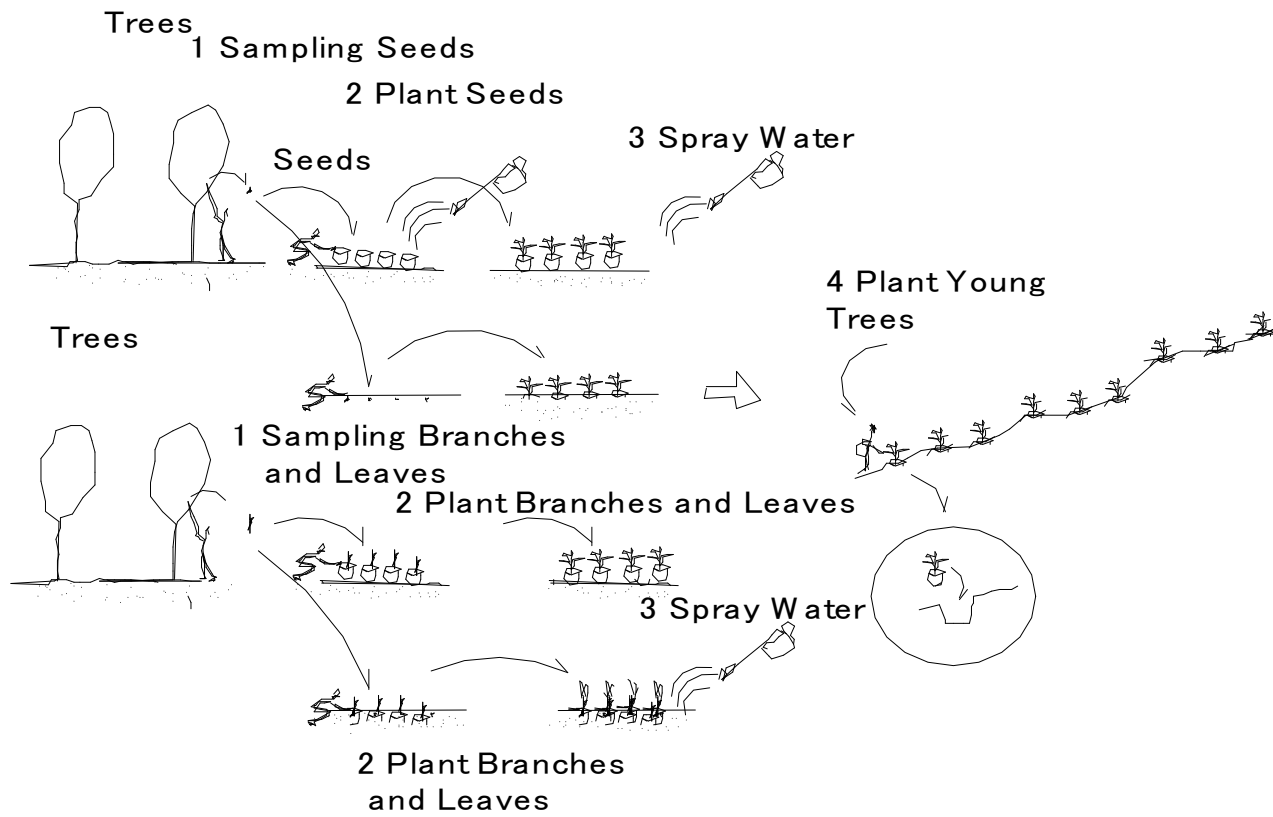 Trees
1 Sampling Seeds
2 Plant Seeds
3 Spray Water
Seeds
4 Plant Young
Trees
Trees
1 Sampling Branches
and Leaves
2 Plant Branches and Leaves
3 Spray Water
2 Plant Branches
and Leaves